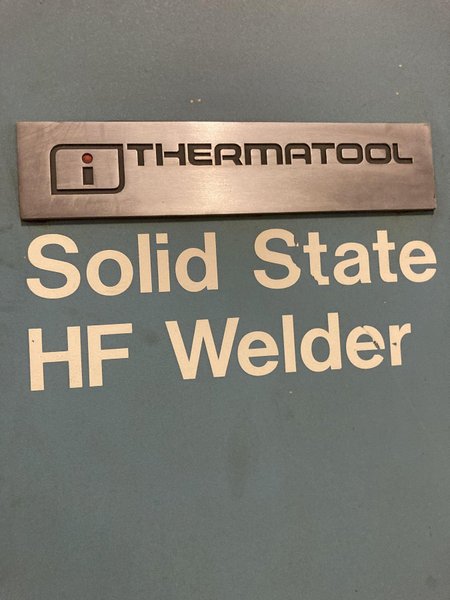 i THERMATOOL
Solid State
HF Welder